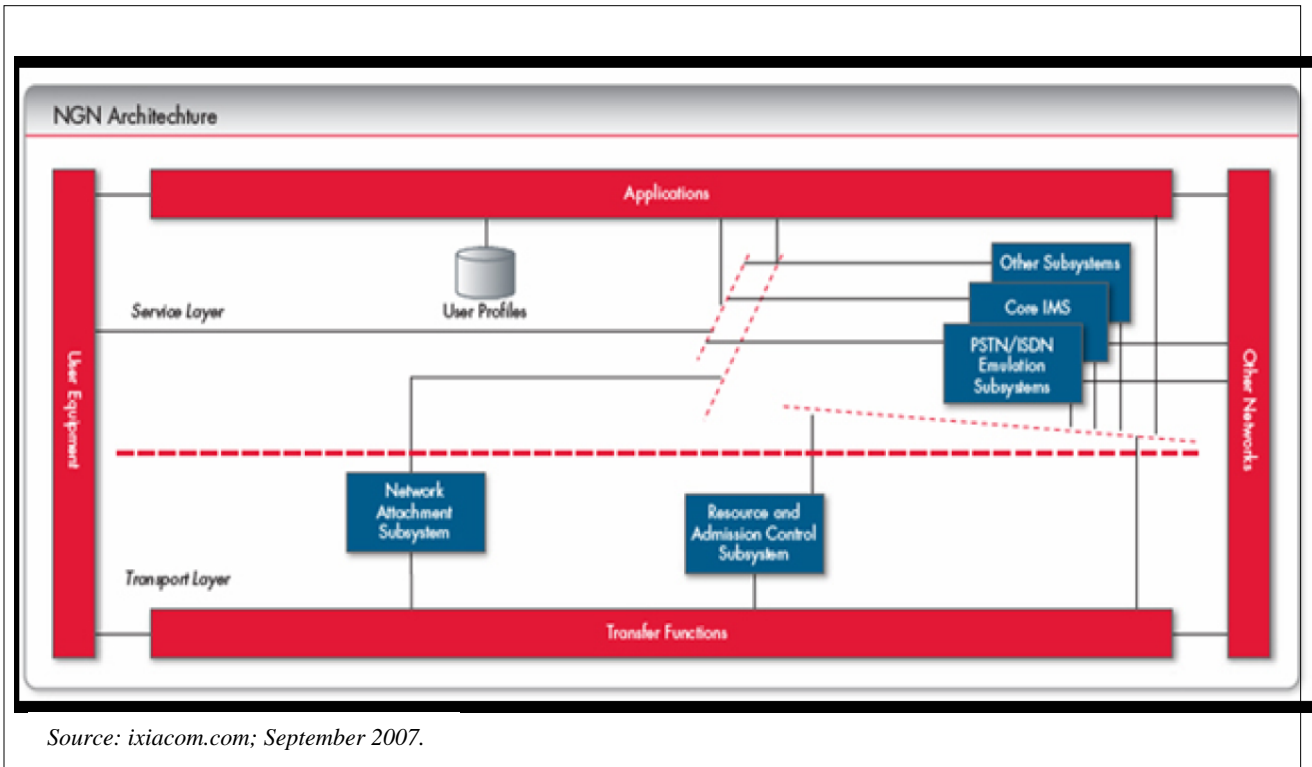 NGN Architechture
Applications
Other Subsystems
User Profiles
Core IMS
Service Layer
PSTN/ISDN
Emulation
Subsystems
User Equipment
Other Networks
Network
Attachment
Subsystem
Resource and
Admission Control
Subsystem
Transport Layer
Transfer Functions
Source: ixiacom.com; September 2007.